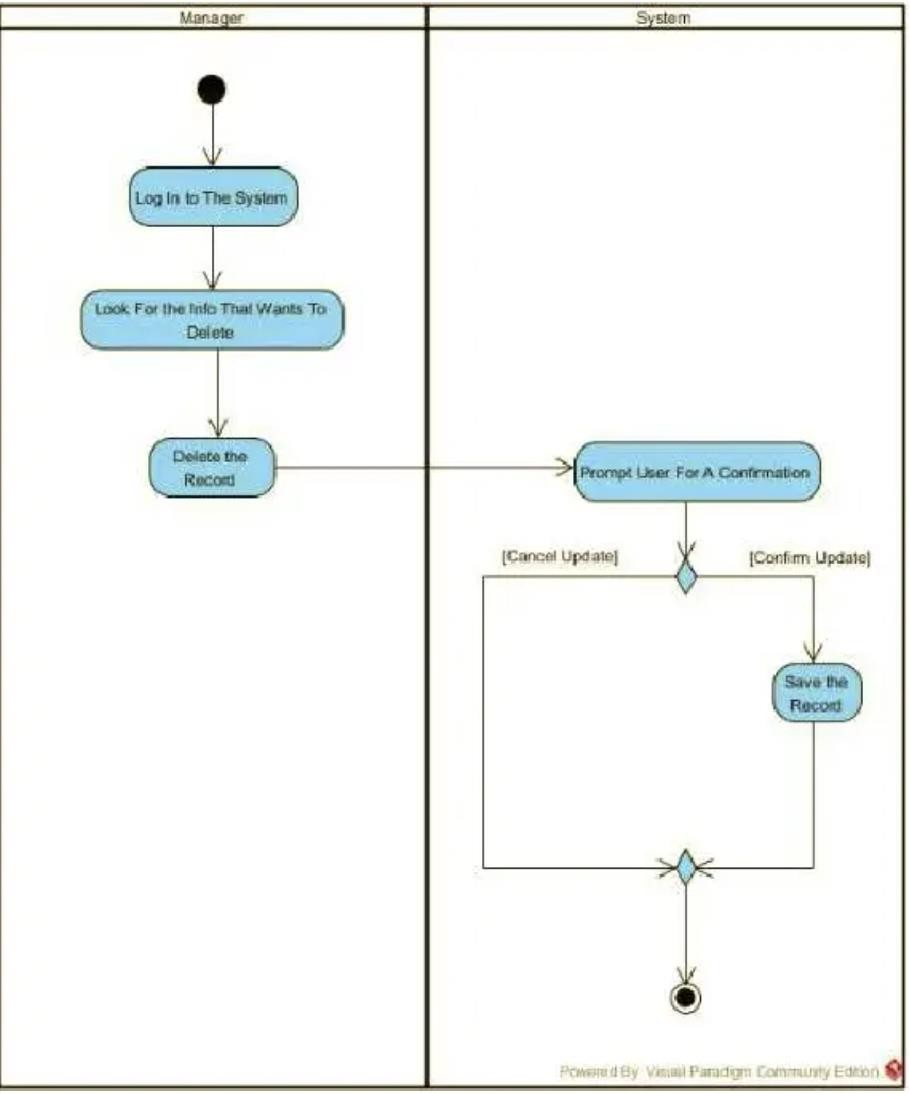 Manager
System
Log In to The System
Look For the Info That Wants To
Delete
Delete the
Record
Prompt User For A Confirmation
[Cancel Update]
[Confirm Update]
Save the
Record
Powered By Visual Paradigm Community Edition